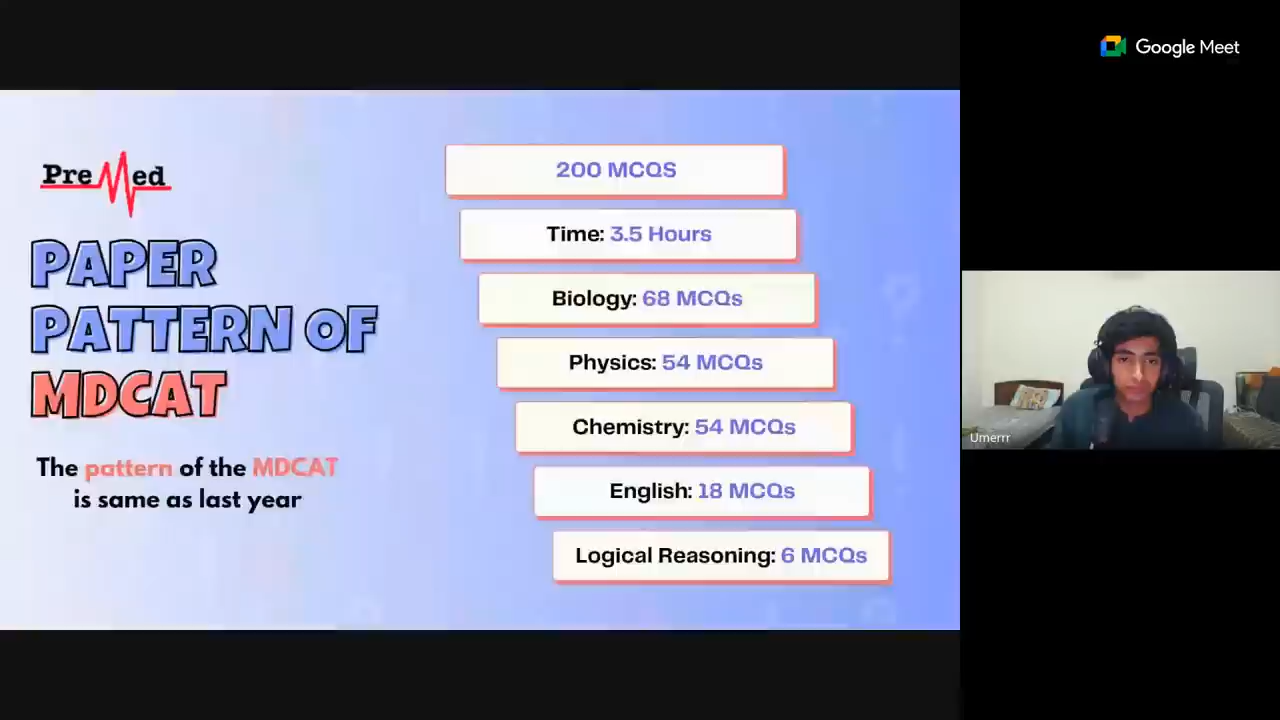 Google Meet
PreMed
PAPER
PATTERN OF
MDCAT
The pattern of the MDCAT
is same as last year
200 MCQS
Time: 3.5 Hours
Biology: 68 MCQs
Physics: 54 MCQs
Chemistry: 54 MCQs
English: 18 MCQs
Logical Reasoning: 6 MCQs
Umerrr